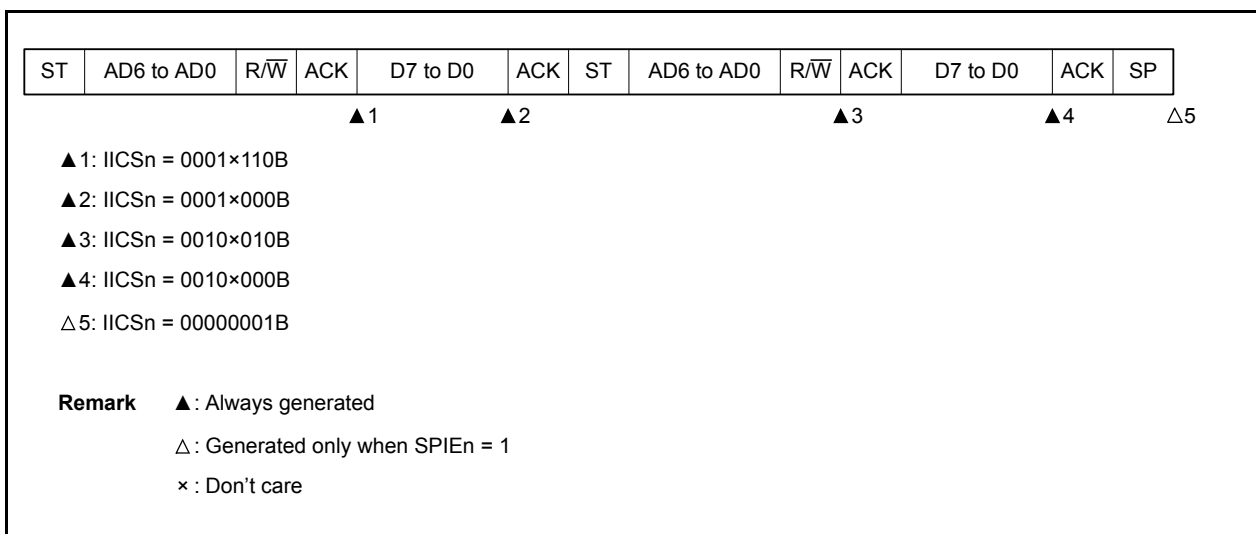 ST AD6 to AD0 R/W̅ ACK D7 to D0 ACK ST AD6 to AD0 R/W̅ ACK D7 to D0 ACK SP
▲1 ▲2 ▲3 ▲4 △5
▲1: IICSn = 0001×110B
▲2: IICSn = 0001×000B
▲3: IICSn = 0010×010B
▲4: IICSn = 0010×000B
△5: IICSn = 00000001B
Remark ▲: Always generated
△: Generated only when SPIEn = 1
×: Don't care